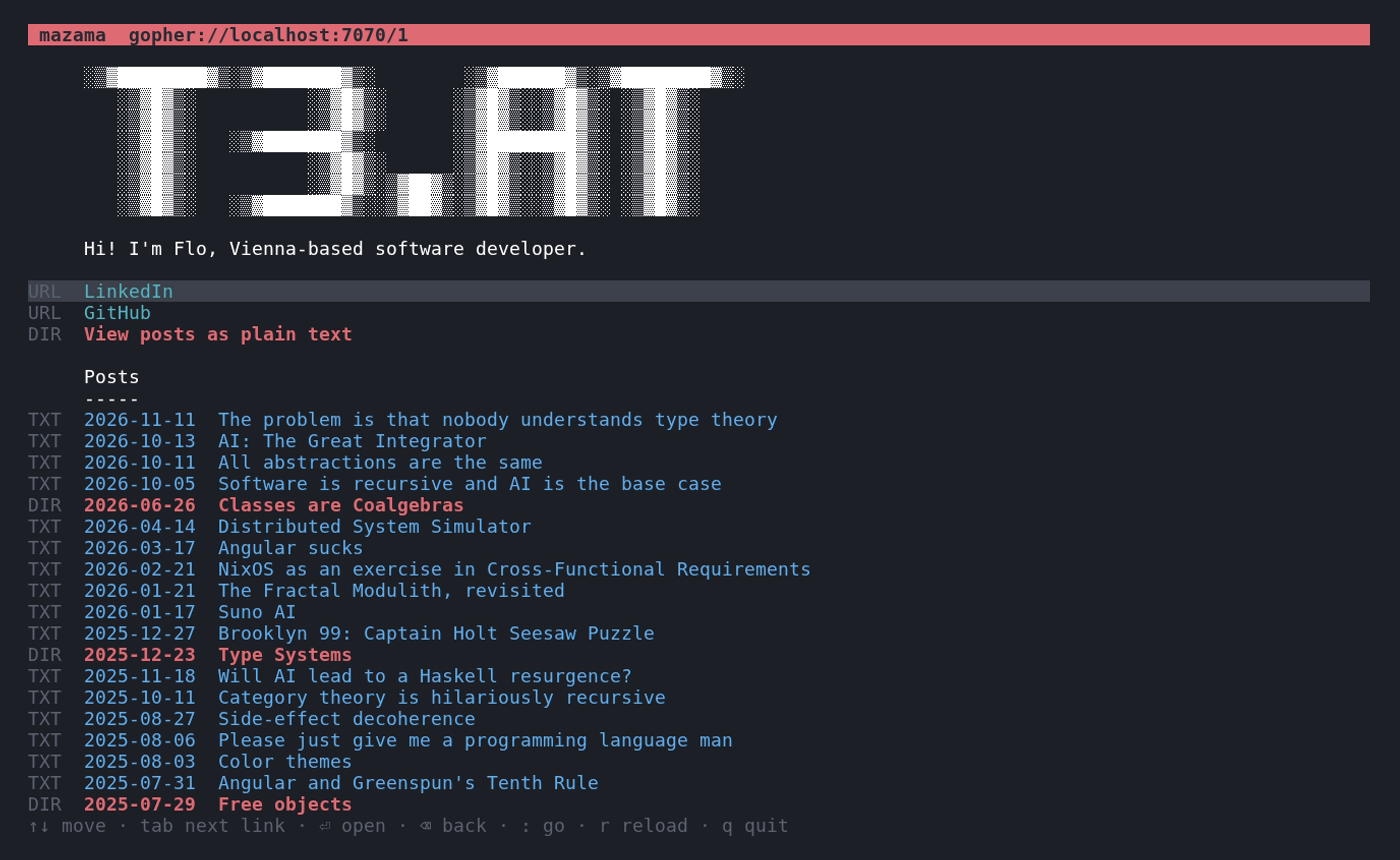 mazama  gopher://localhost:7070/1
T3.AT
Hi! I'm Flo, Vienna-based software developer.
URL  LinkedIn
URL  GitHub
DIR  View posts as plain text
Posts
-----
TXT  2026-11-11  The problem is that nobody understands type theory
TXT  2026-10-13  AI: The Great Integrator
TXT  2026-10-11  All abstractions are the same
TXT  2026-10-05  Software is recursive and AI is the base case
DIR  2026-06-26  Classes are Coalgebras
TXT  2026-04-14  Distributed System Simulator
TXT  2026-03-17  Angular sucks
TXT  2026-02-21  NixOS as an exercise in Cross-Functional Requirements
TXT  2026-01-21  The Fractal Modulith, revisited
TXT  2026-01-17  Suno AI
TXT  2025-12-27  Brooklyn 99: Captain Holt Seesaw Puzzle
DIR  2025-12-23  Type Systems
TXT  2025-11-18  Will AI lead to a Haskell resurgence?
TXT  2025-10-11  Category theory is hilariously recursive
TXT  2025-08-27  Side-effect decoherence
TXT  2025-08-06  Please just give me a programming language man
TXT  2025-08-03  Color themes
TXT  2025-07-31  Angular and Greenspun's Tenth Rule
DIR  2025-07-29  Free objects
↑↓ move · tab next link · ⏎ open · ⌫ back · : go · r reload · q quit